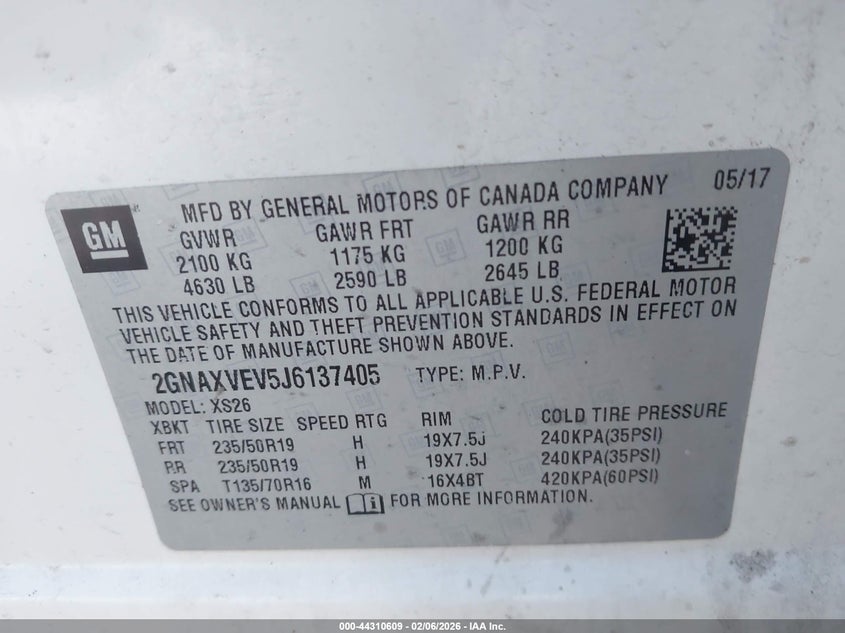 GM
MFD BY GENERAL MOTORS OF CANADA COMPANY 05/17
GVWR GAWR FRT GAWR RR
2100 KG 1175 KG 1200 KG
4630 LB 2590 LB 2645 LB
THIS VEHICLE CONFORMS TO ALL APPLICABLE U.S. FEDERAL MOTOR
VEHICLE SAFETY AND THEFT PREVENTION STANDARDS IN EFFECT ON
THE DATE OF MANUFACTURE SHOWN ABOVE.
2GNAXVEV5J6137405 TYPE: M.P.V.
MODEL: XS26
XBKT TIRE SIZE SPEED RTG RIM COLD TIRE PRESSURE
FRT 235/50R19 H 19X7.5J 240KPA(35PSI)
RR 235/50R19 H 19X7.5J 240KPA(35PSI)
SPA T135/70R16 M 16X4BT 420KPA(60PSI)
SEE OWNER'S MANUAL FOR MORE INFORMATION.
000-44310609 - 02/06/2026 - IAA Inc.